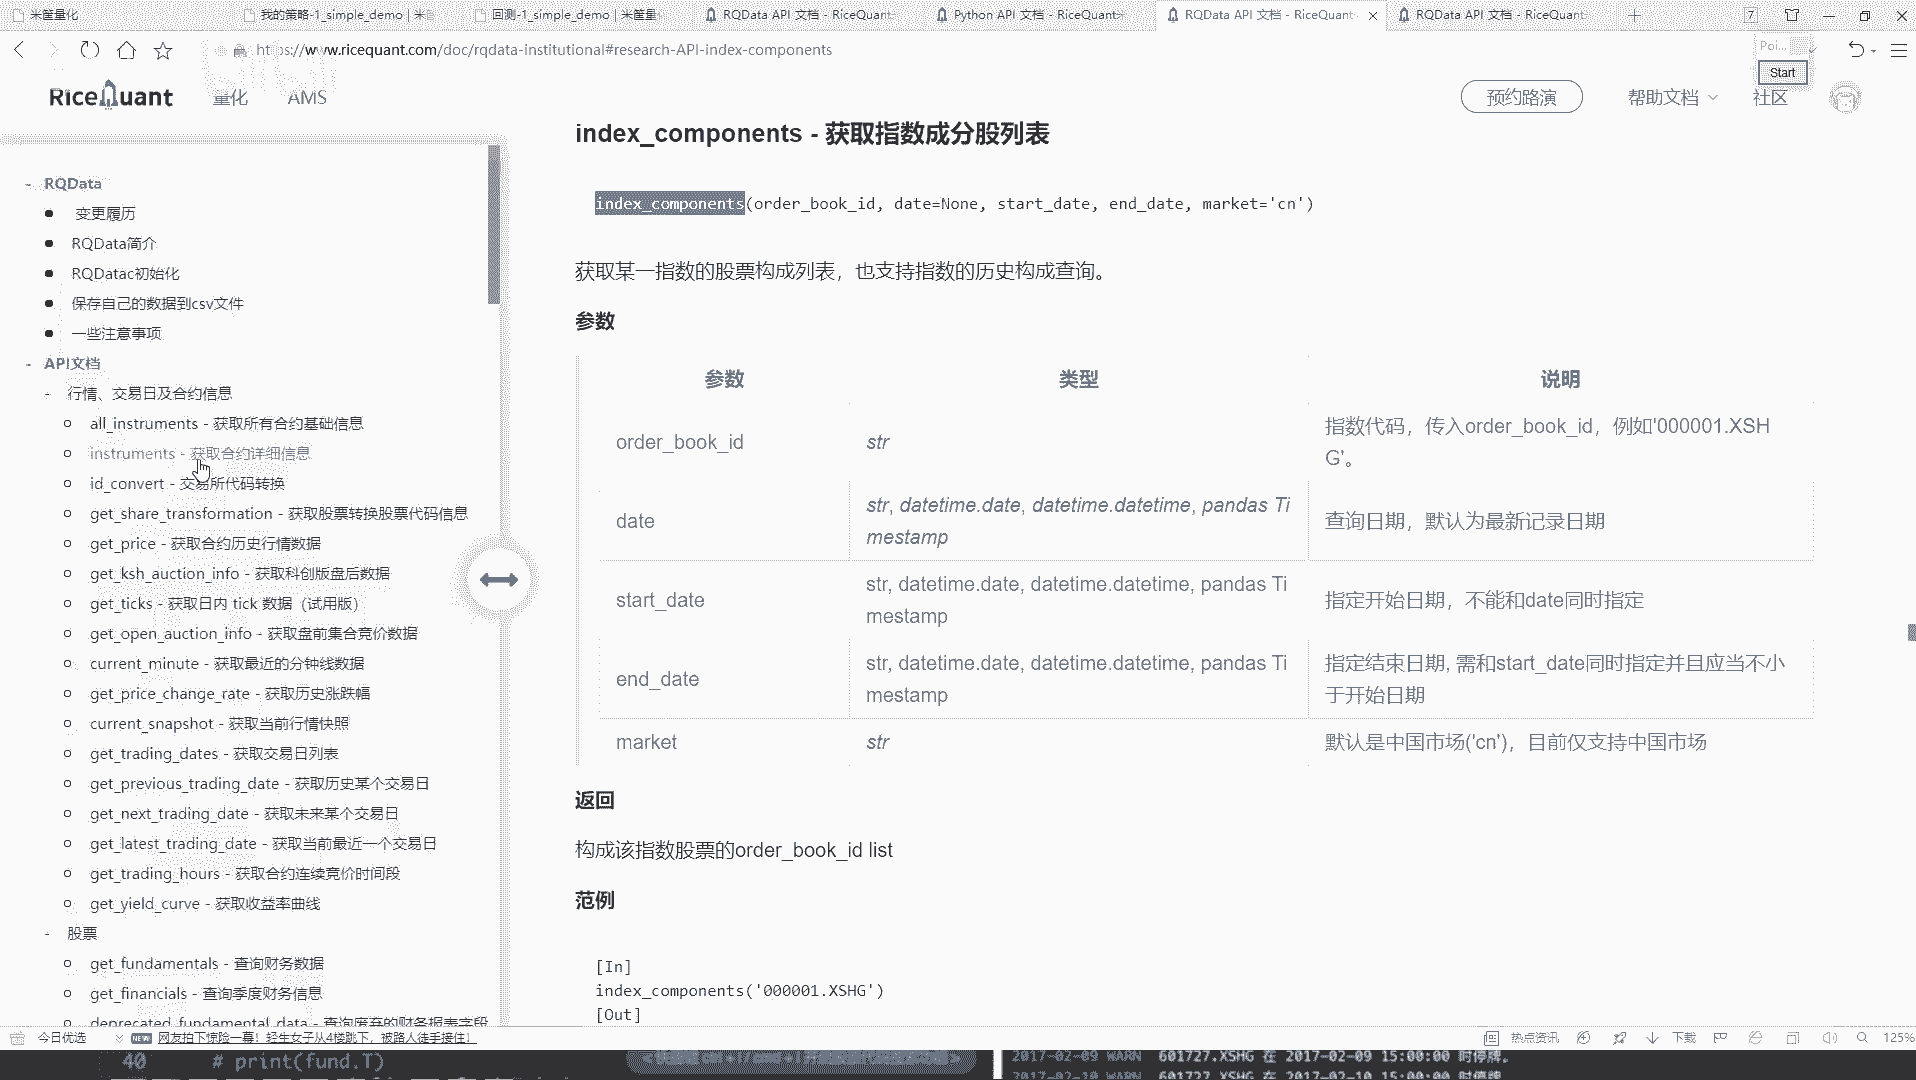 米筐量化
我的策略-1_simple_demo | 米筐
回测-1_simple_demo | 米筐量化
RQData API 文档 - RiceQuant
Python API 文档 - RiceQuant
RQData API 文档 - RiceQuant
RQData API 文档 - RiceQuant
7
https://www.ricequant.com/doc/rqdata-institutional#research-API-index-components
Poi...
Start
RiceQuant
量化
AMS
预约路演
帮助文档
社区
- RQData
变更履历
RQData简介
RQDatac初始化
保存自己的数据到csv文件
一些注意事项
- API文档
- 行情、交易日及合约信息
all_instruments - 获取所有合约基础信息
instruments - 获取合约详细信息
id_convert - 交易所代码转换
get_share_transformation - 获取股票转换股票代码信息
get_price - 获取合约历史行情数据
get_ksh_auction_info - 获取科创版盘后数据
get_ticks - 获取日内 tick 数据（试用版）
get_open_auction_info - 获取盘前集合竞价数据
current_minute - 获取最近的分钟线数据
get_price_change_rate - 获取历史涨跌幅
current_snapshot - 获取当前行情快照
get_trading_dates - 获取交易日列表
get_previous_trading_date - 获取历史某个交易日
get_next_trading_date - 获取未来某个交易日
get_latest_trading_date - 获取当前最近一个交易日
get_trading_hours - 获取合约连续竞价时间段
get_yield_curve - 获取收益率曲线
- 股票
get_fundamentals - 查询财务数据
get_financials - 查询季度财务信息
deprecated_fundamental_data - 查询废弃的财务报表字段
index_components - 获取指数成分股列表
index_components(order_book_id, date=None, start_date, end_date, market='cn')
获取某一指数的股票构成列表，也支持指数的历史构成查询。
参数
参数 类型 说明
order_book_id str 指数代码，传入order_book_id，例如'000001.XSH
G'。
date str, datetime.date, datetime.datetime, pandas Ti
mestamp 查询日期，默认为最新记录日期
start_date str, datetime.date, datetime.datetime, pandas Ti
mestamp 指定开始日期，不能和date同时指定
end_date str, datetime.date, datetime.datetime, pandas Ti
mestamp 指定结束日期, 需和start_date同时指定并且应当不小
于开始日期
market str 默认是中国市场('cn')，目前仅支持中国市场
返回
构成该指数股票的order_book_id list
范例
[In]
index_components('000001.XSHG')
[Out]
今日优选
NEW 网友拍下惊险一幕！轻生女子从4楼跳下，被路人徒手接住！
热点资讯
下载
125%
40 # print(fund.T)
2017-02-09 WARN 601727.XSHG 在 2017-02-09 15:00:00 时停牌。
2017-02-10 WARN 601727.XSHG 在 2017-02-10 15:00:00 时停牌。